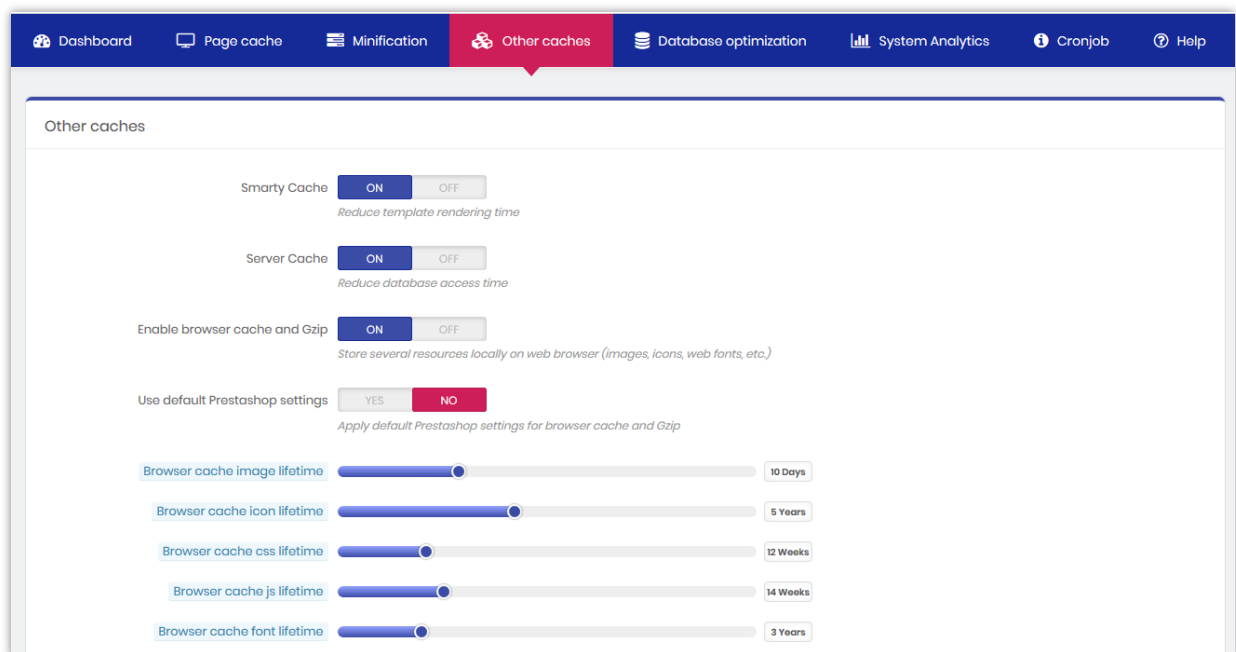 Dashboard Page cache Minification Other caches Database optimization System Analytics Cronjob Help
Other caches
Smarty Cache ON OFF
Reduce template rendering time
Server Cache ON OFF
Reduce database access time
Enable browser cache and Gzip ON OFF
Store several resources locally on web browser (images, icons, web fonts, etc.)
Use default Prestashop settings YES NO
Apply default Prestashop settings for browser cache and Gzip
Browser cache image lifetime 10 Days
Browser cache icon lifetime 5 Years
Browser cache css lifetime 12 Weeks
Browser cache js lifetime 14 Weeks
Browser cache font lifetime 3 Years